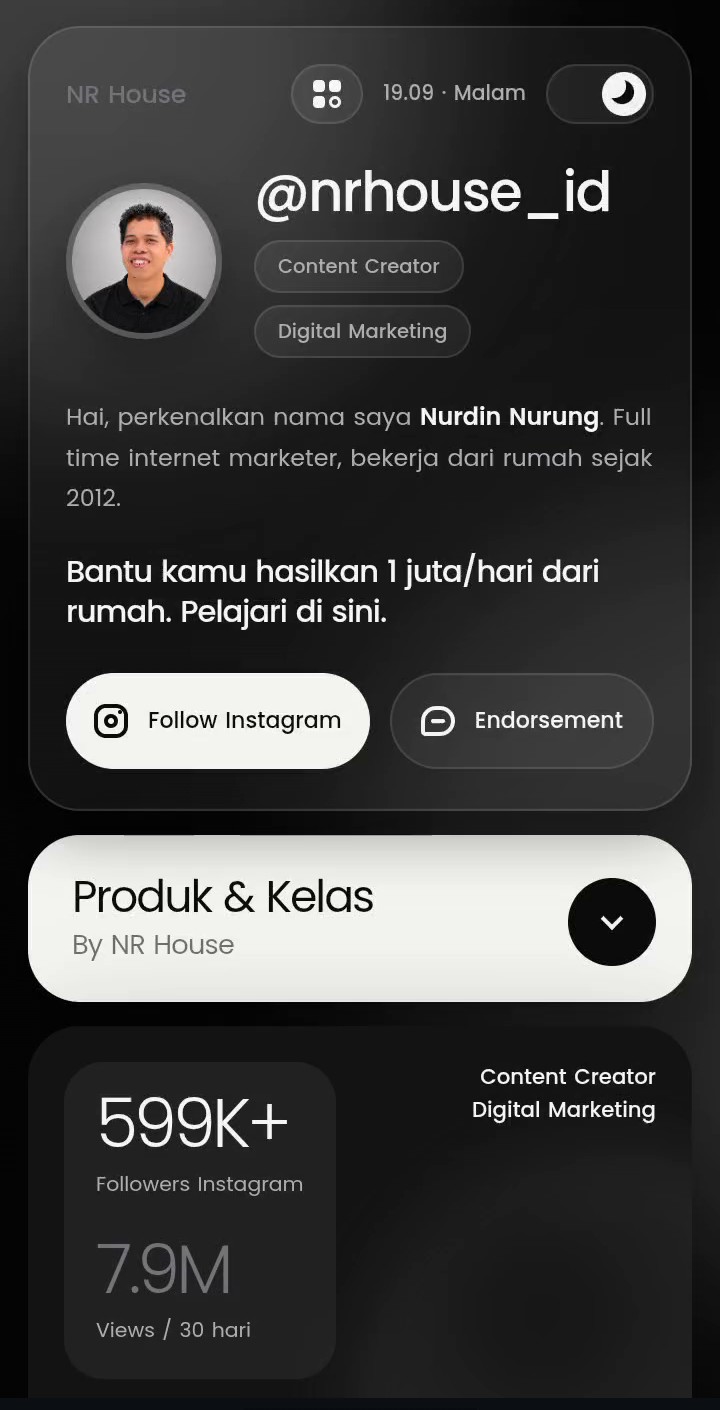 NR House
19.09 · Malam
@nrhouse_id
Content Creator
Digital Marketing
Hai, perkenalkan nama saya Nurdin Nurung. Full
time internet marketer, bekerja dari rumah sejak
2012.
Bantu kamu hasilkan 1 juta/hari dari
rumah. Pelajari di sini.
Follow Instagram
Endorsement
Produk & Kelas
By NR House
599K+
Followers Instagram
7.9M
Views / 30 hari
Content Creator
Digital Marketing